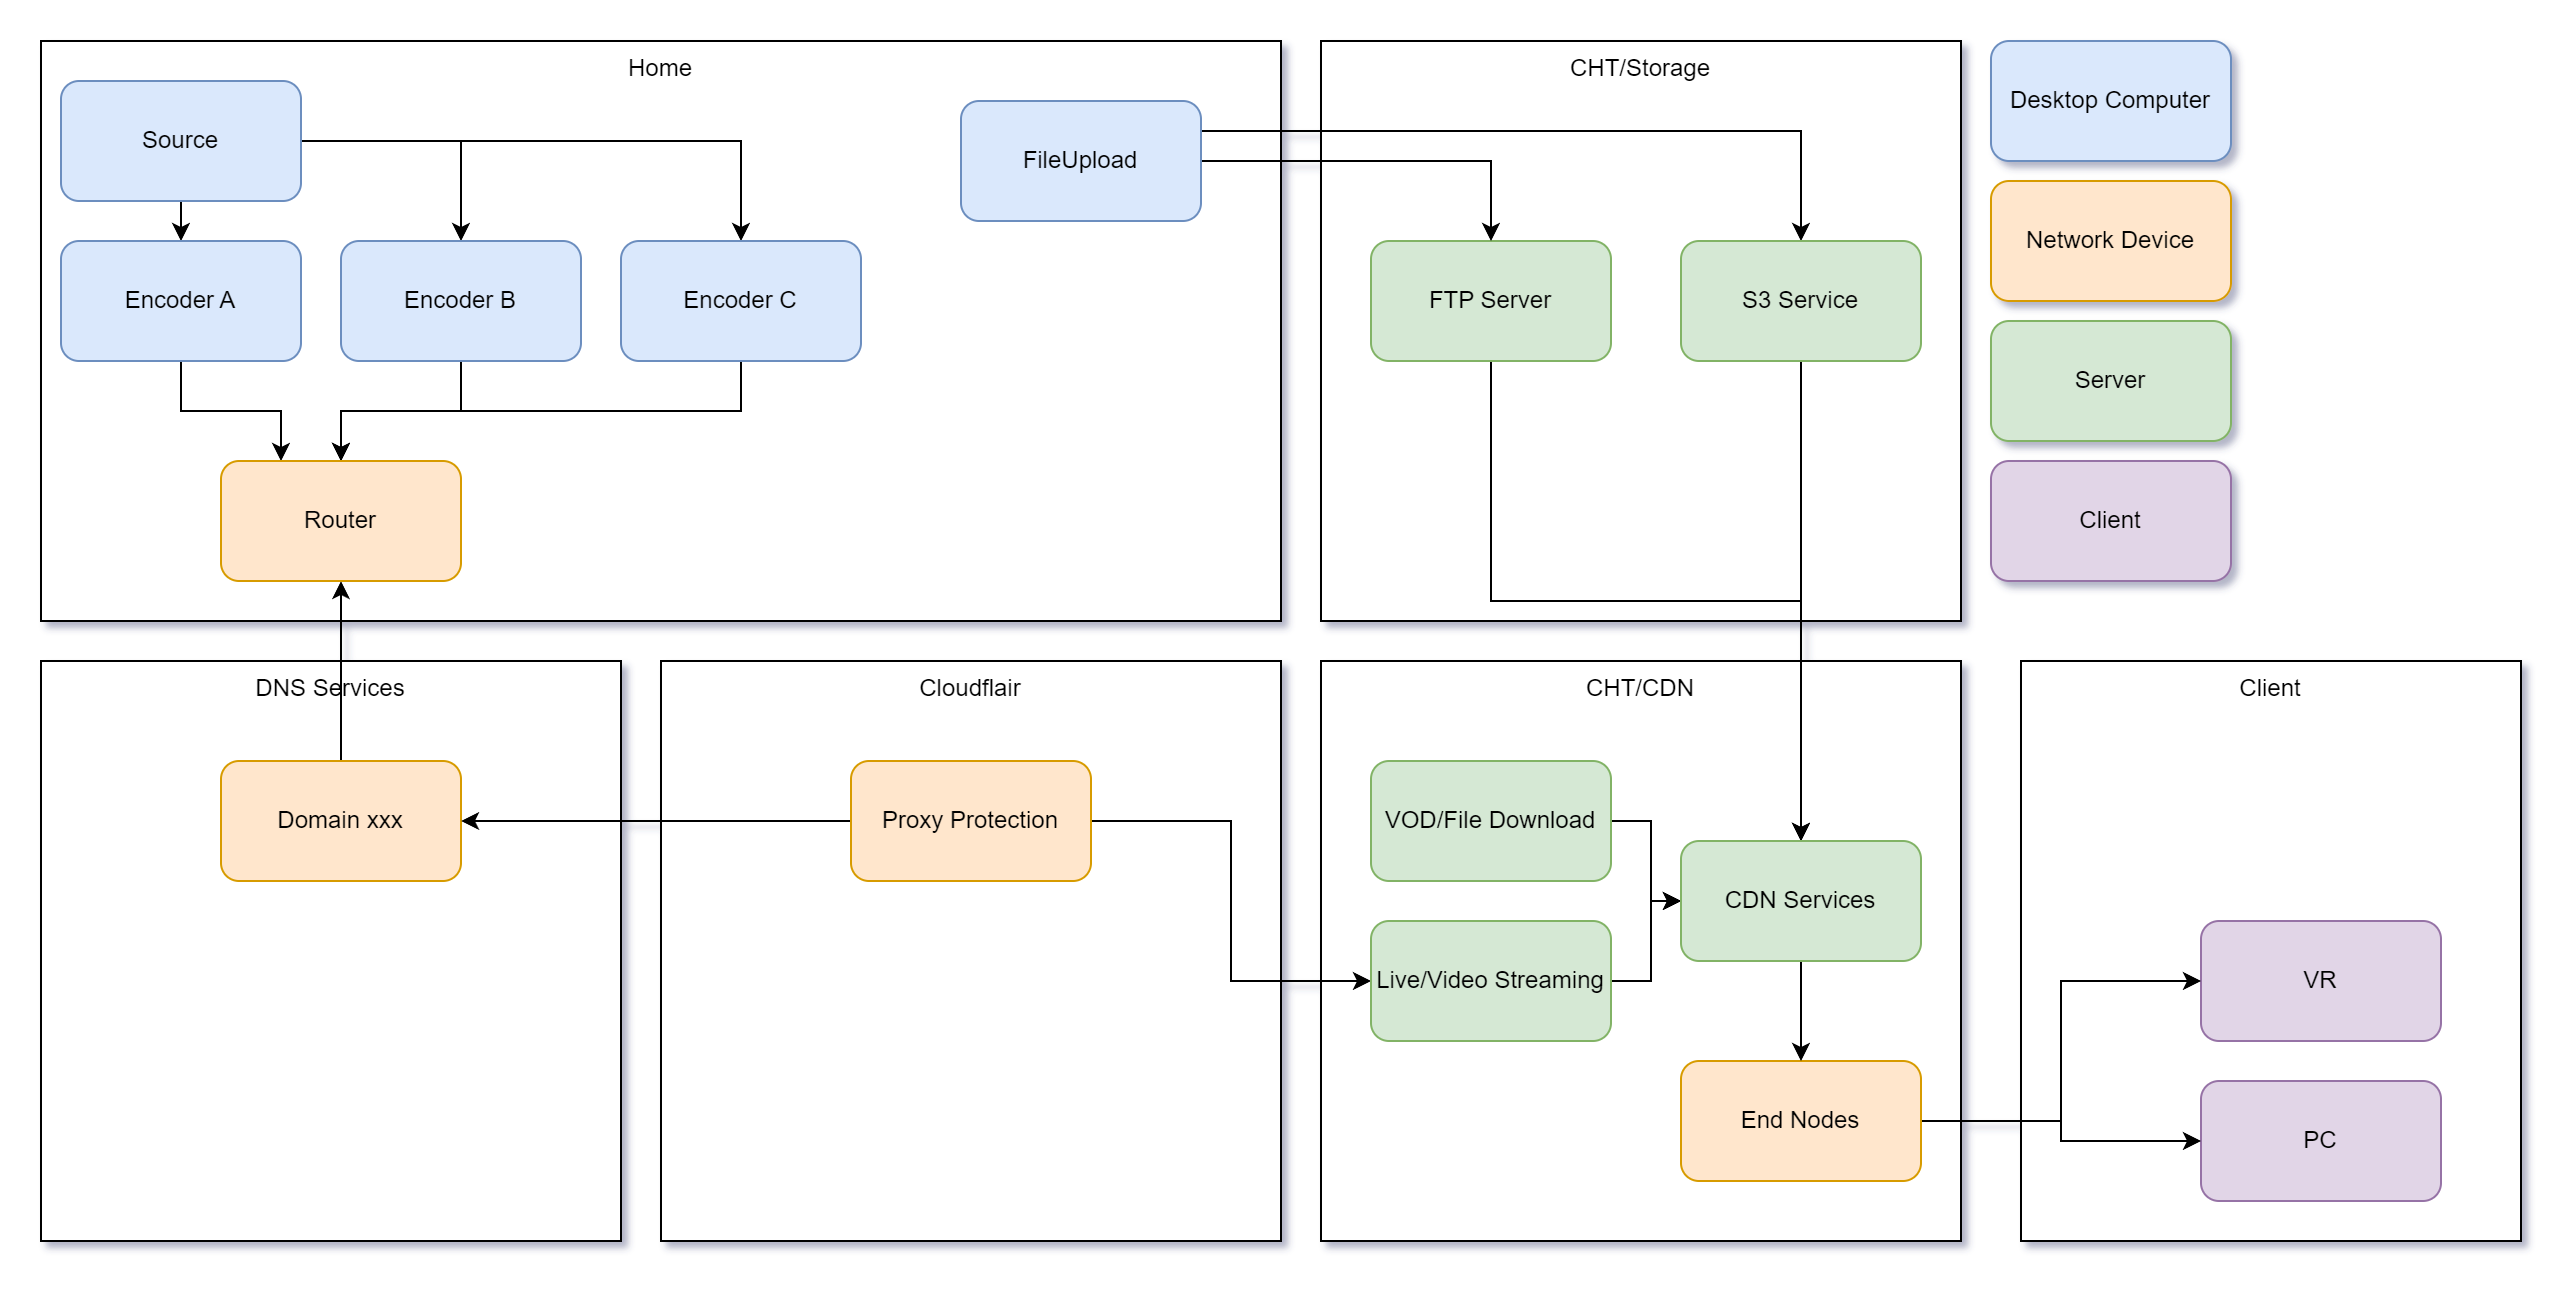 Home
Source
FileUpload
Encoder A
Encoder B
Encoder C
Router
CHT/Storage
FTP Server
S3 Service
Desktop Computer
Network Device
Server
Client
DNS Services
Domain xxx
Cloudflair
Proxy Protection
CHT/CDN
VOD/File Download
CDN Services
Live/Video Streaming
End Nodes
Client
VR
PC